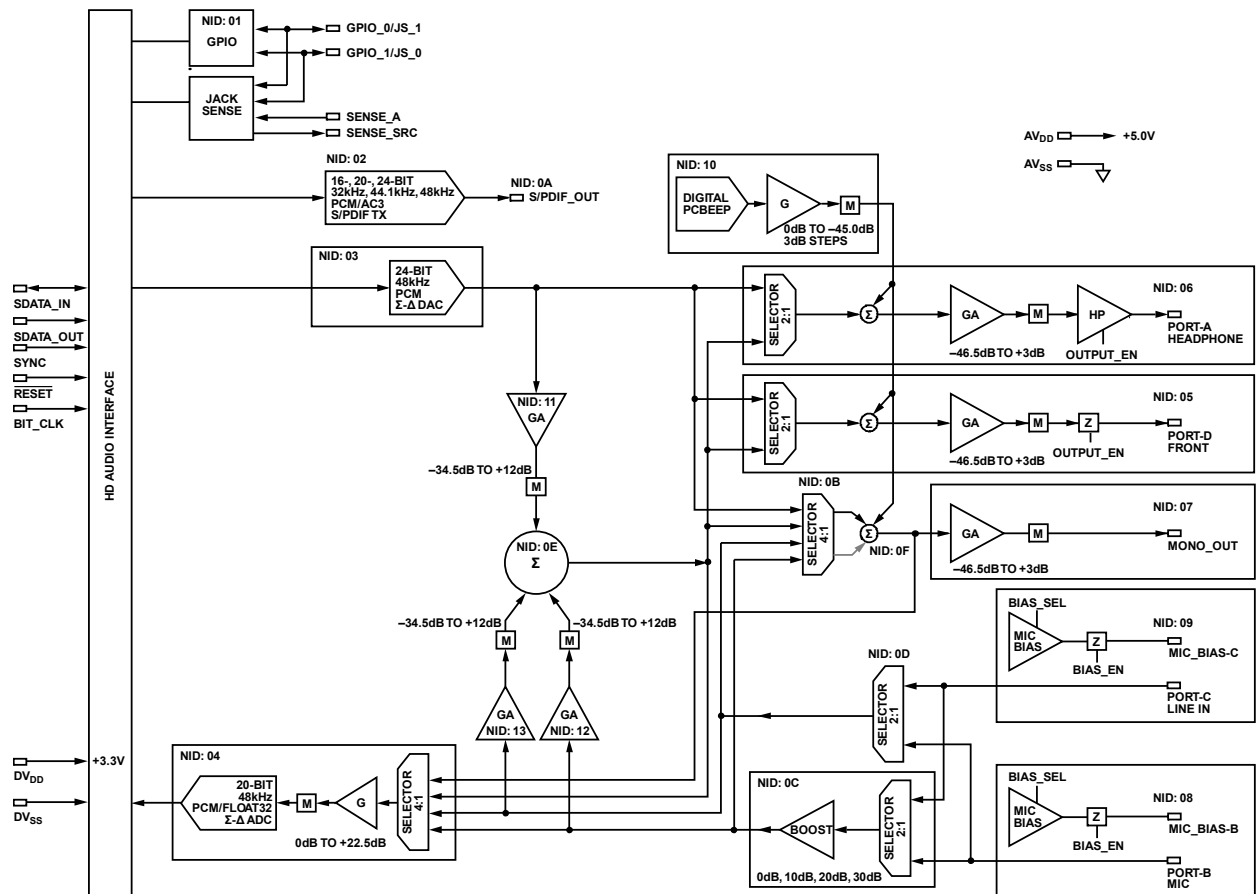 NID: 01
GPIO
GPIO_0/JS_1
GPIO_1/JS_0
JACK
SENSE
SENSE_A
SENSE_SRC
AVDD
+5.0V
AVSS
NID: 02
16-, 20-, 24-BIT
32kHz, 44.1kHz, 48kHz
PCM/AC3
S/PDIF TX
NID: 0A
S/PDIF_OUT
NID: 10
DIGITAL
PCBEEP
G
M
0dB TO –45.0dB
3dB STEPS
NID: 03
24-BIT
48kHz
PCM
Σ-Δ DAC
SDATA_IN
SDATA_OUT
SYNC
RESET
BIT_CLK
HD AUDIO INTERFACE
SELECTOR
2:1
Σ
GA
M
HP
–46.5dB TO +3dB
OUTPUT_EN
NID: 06
PORT-A
HEADPHONE
SELECTOR
2:1
Σ
GA
M
Z
–46.5dB TO +3dB
OUTPUT_EN
NID: 05
PORT-D
FRONT
NID: 11
GA
–34.5dB TO +12dB
M
NID: 0E
Σ
NID: 0B
SELECTOR
4:1
Σ
NID: 0F
GA
M
–46.5dB TO +3dB
NID: 07
MONO_OUT
–34.5dB TO +12dB
M
–34.5dB TO +12dB
M
GA
NID: 13
GA
NID: 12
NID: 0D
SELECTOR
2:1
BIAS_SEL
MIC
BIAS
Z
BIAS_EN
NID: 09
MIC_BIAS-C
PORT-C
LINE IN
DVDD
+3.3V
DVSS
NID: 04
20-BIT
48kHz
PCM/FLOAT32
Σ-Δ ADC
M
G
0dB TO +22.5dB
SELECTOR
4:1
NID: 0C
BOOST
SELECTOR
2:1
0dB, 10dB, 20dB, 30dB
BIAS_SEL
MIC
BIAS
Z
BIAS_EN
NID: 08
MIC_BIAS-B
PORT-B
MIC